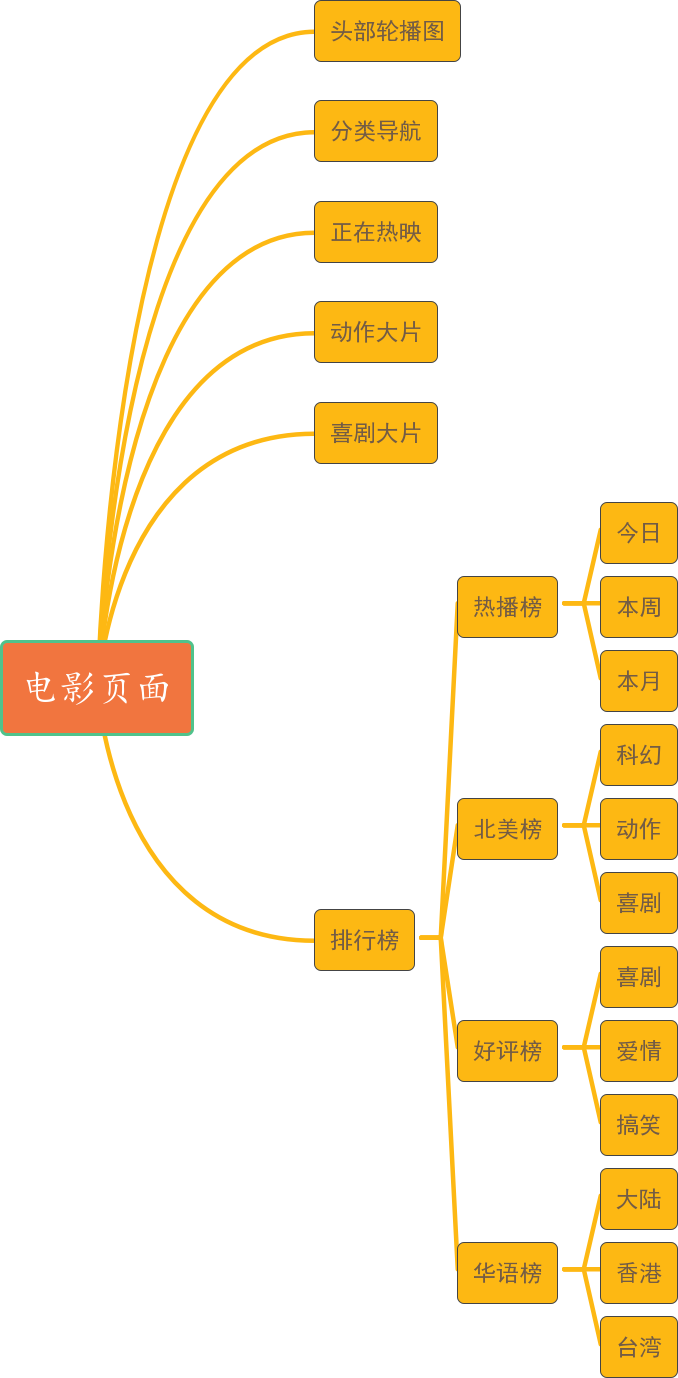 头部轮播图
分类导航
正在热映
动作大片
喜剧大片
电影页面
排行榜
热播榜
今日
本周
本月
北美榜
科幻
动作
喜剧
好评榜
喜剧
爱情
搞笑
华语榜
大陆
香港
台湾